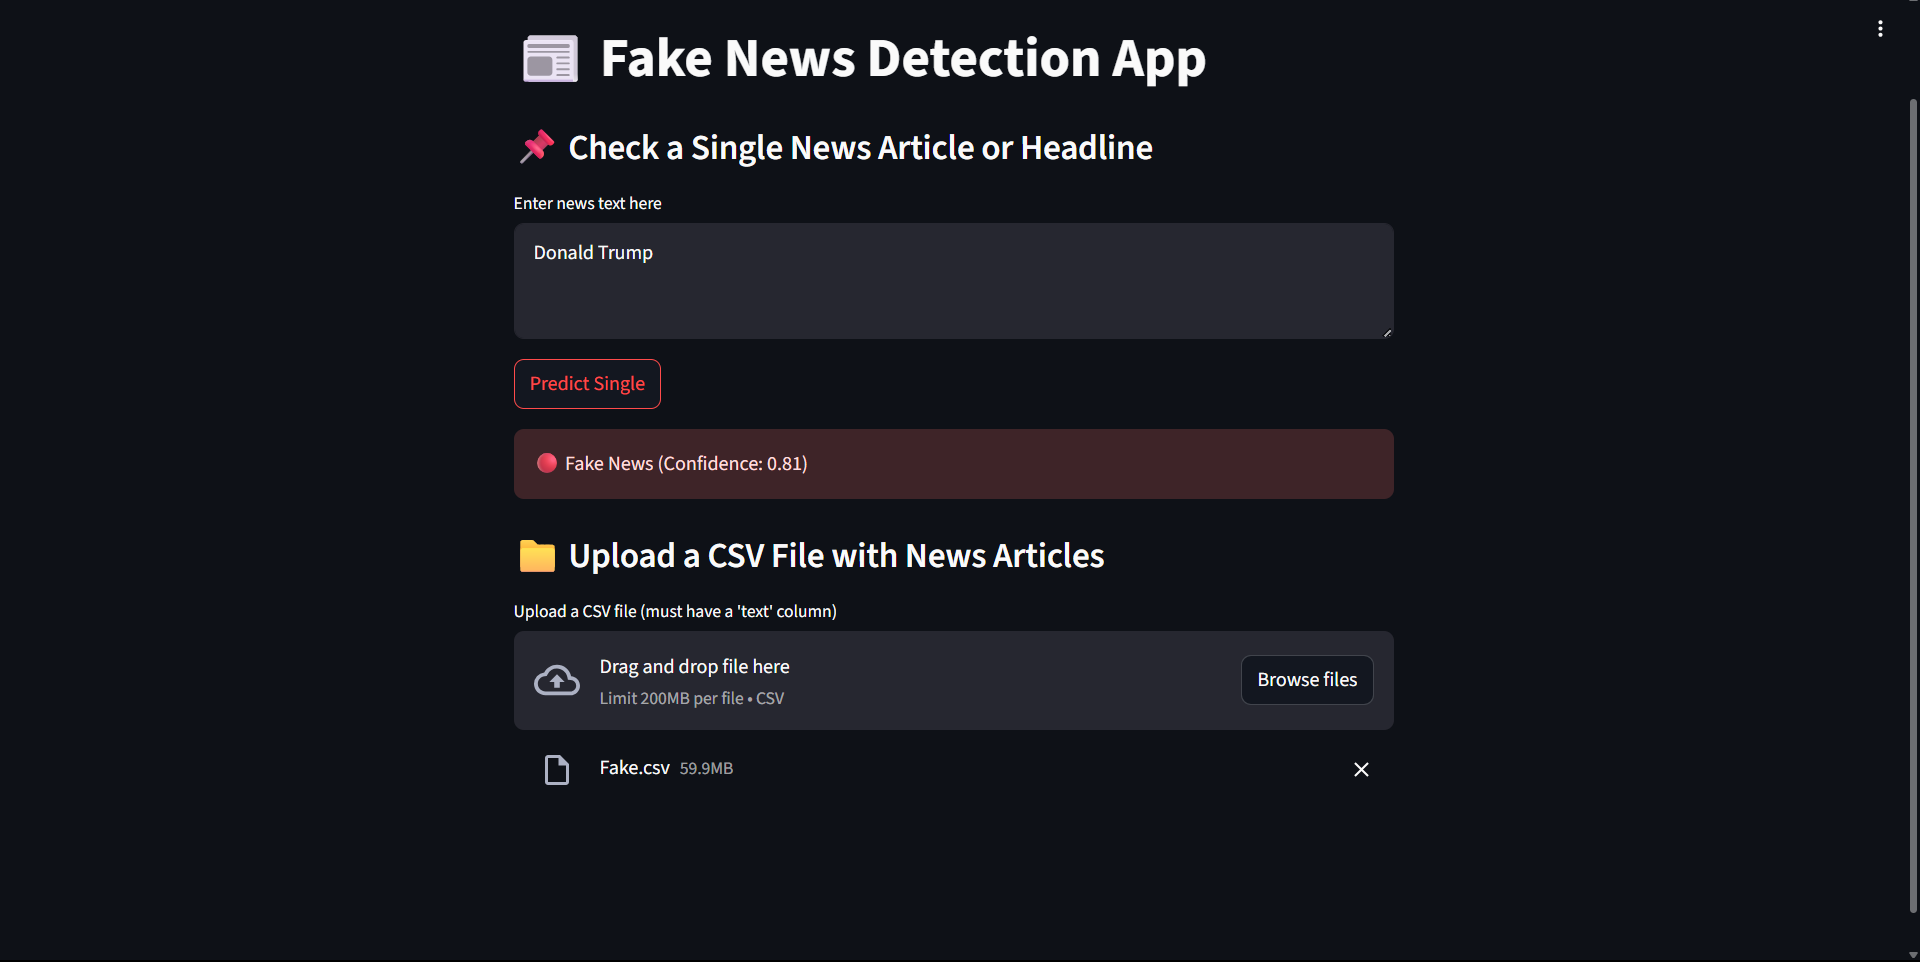 Fake News Detection App
Check a Single News Article or Headline
Enter news text here
Donald Trump
Predict Single
Fake News (Confidence: 0.81)
Upload a CSV File with News Articles
Upload a CSV file (must have a 'text' column)
Drag and drop file here
Limit 200MB per file • CSV
Browse files
Fake.csv 59.9MB